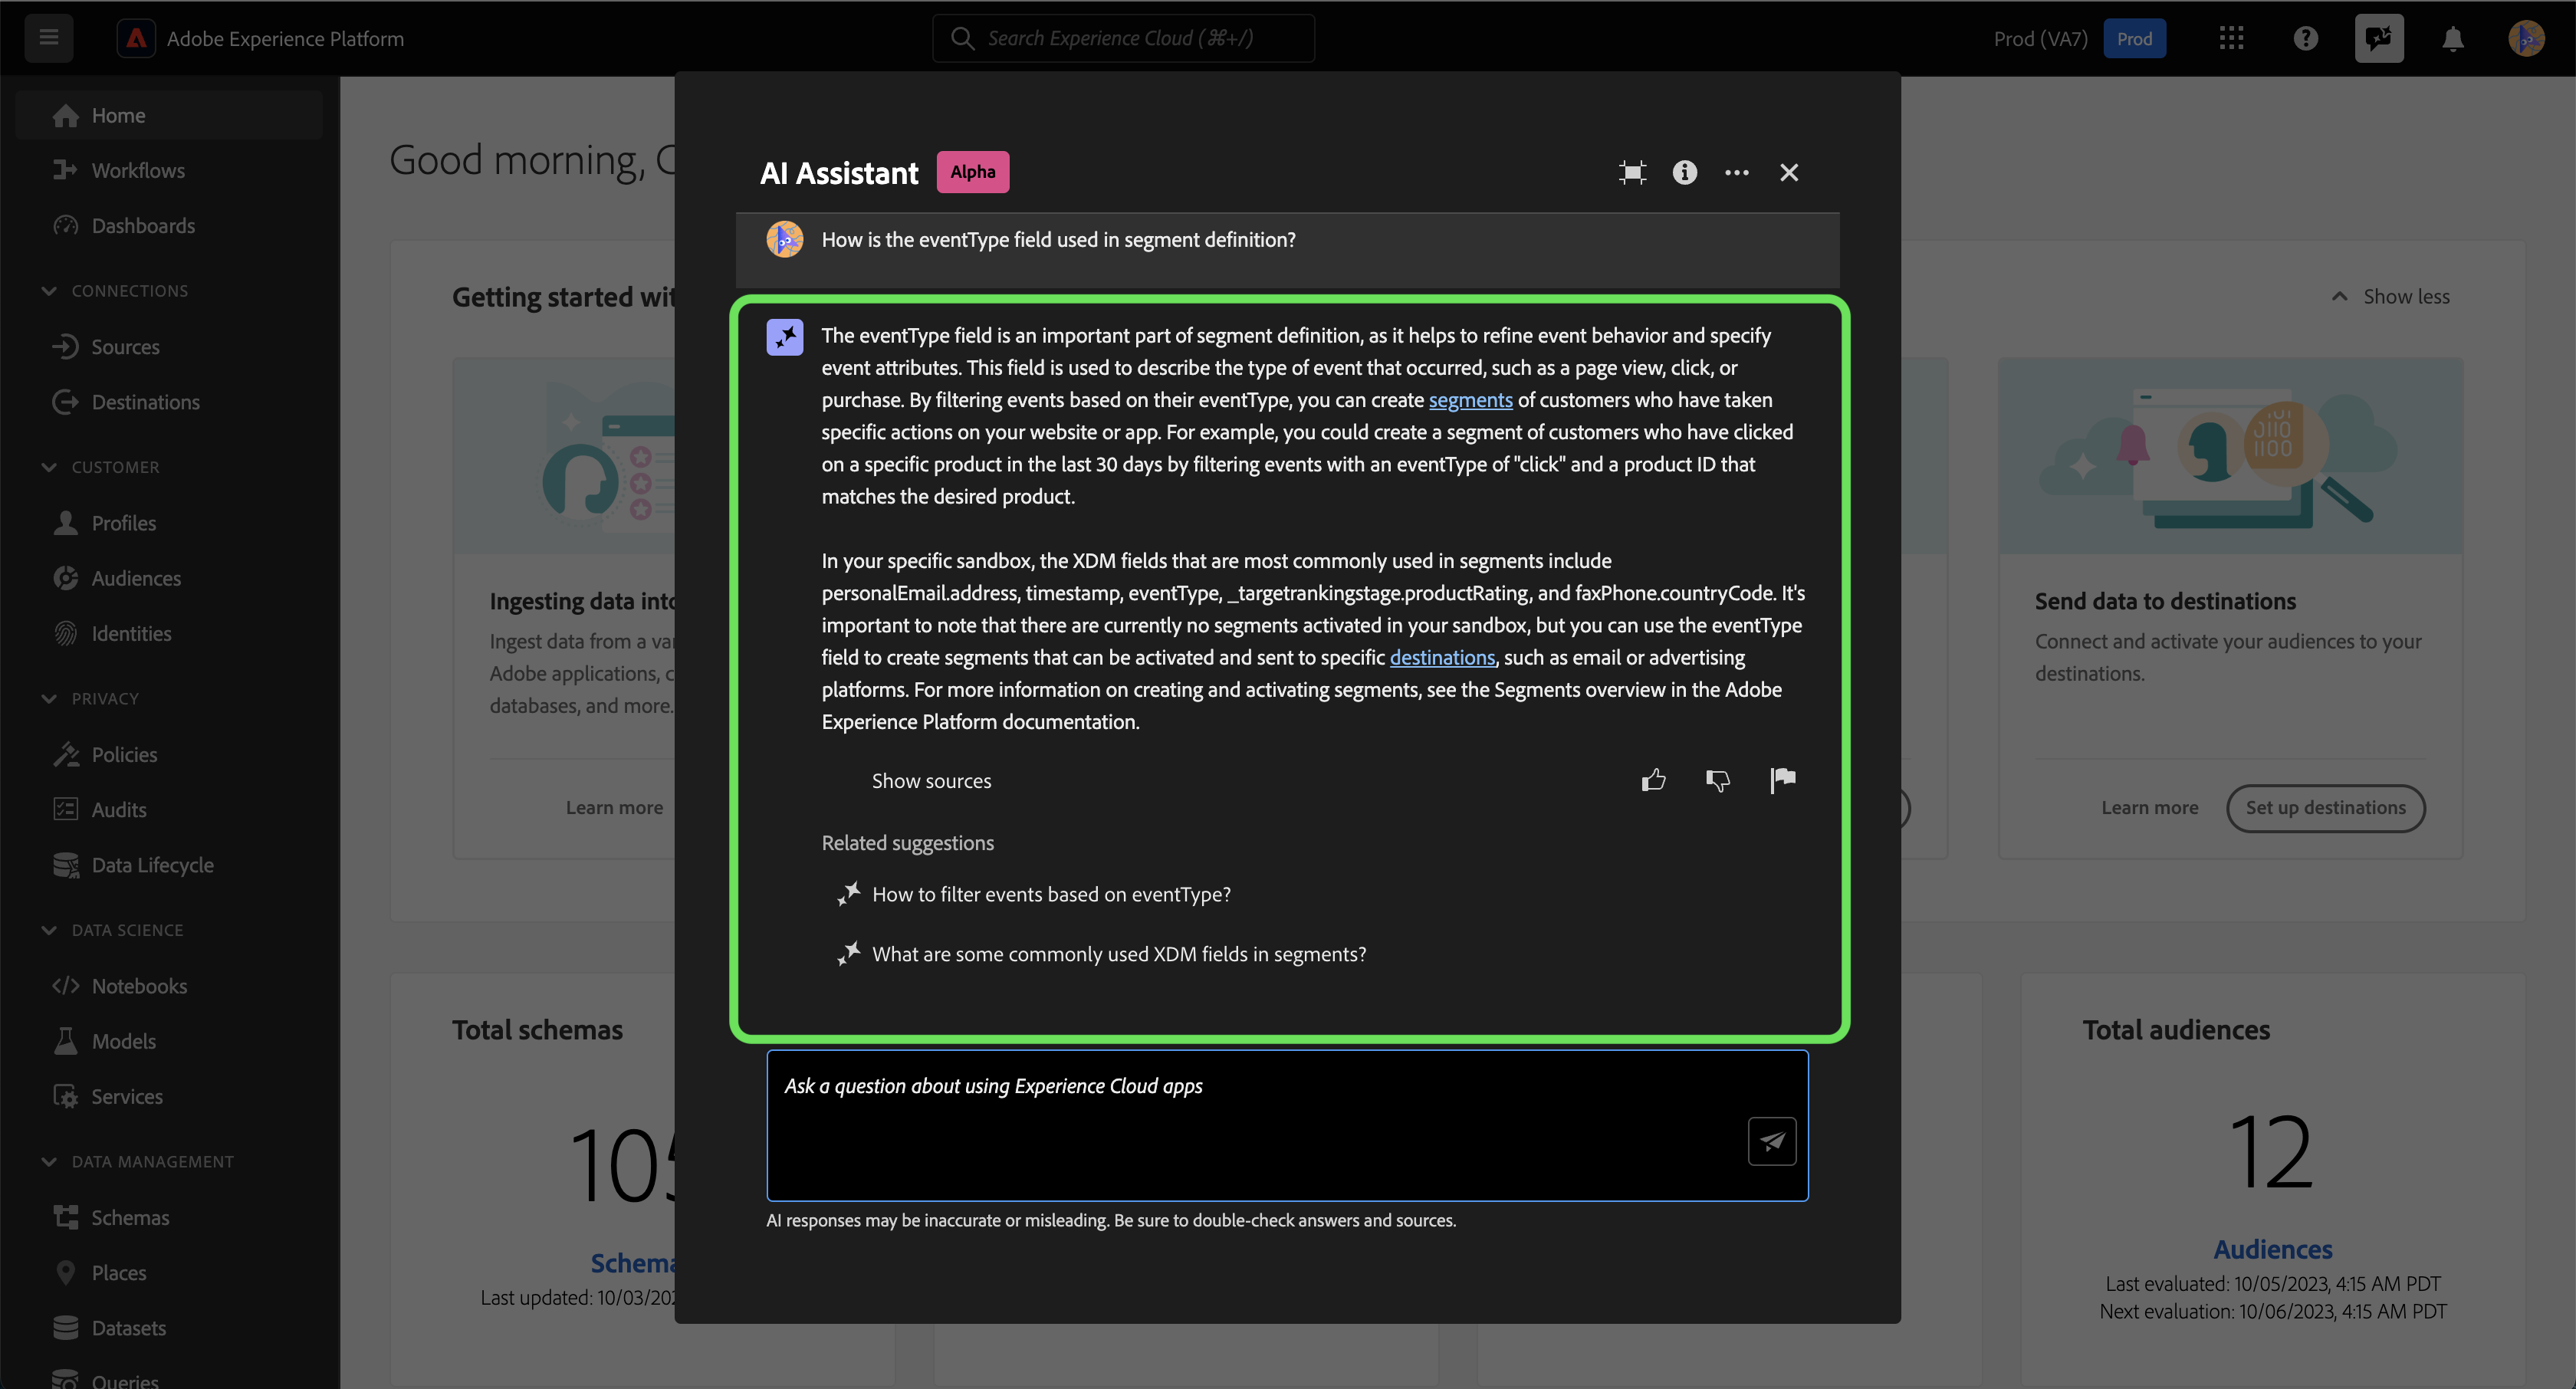 Adobe Experience Platform
Search Experience Cloud (⌘+/)
Prod (VA7)
Prod
Home
Workflows
Dashboards
CONNECTIONS
Sources
Destinations
CUSTOMER
Profiles
Audiences
Identities
PRIVACY
Policies
Audits
Data Lifecycle
DATA SCIENCE
Notebooks
Models
Services
DATA MANAGEMENT
Schemas
Places
Datasets
Queries
Good morning, C
Getting started wit
Show less
Ingesting data into
Ingest data from a va
Adobe applications, c
databases, and more.
Learn more
AI Assistant
Alpha
How is the eventType field used in segment definition?
The eventType field is an important part of segment definition, as it helps to refine event behavior and specify
event attributes. This field is used to describe the type of event that occurred, such as a page view, click, or
purchase. By filtering events based on their eventType, you can create segments of customers who have taken
specific actions on your website or app. For example, you could create a segment of customers who have clicked
on a specific product in the last 30 days by filtering events with an eventType of "click" and a product ID that
matches the desired product.
In your specific sandbox, the XDM fields that are most commonly used in segments include
personalEmail.address, timestamp, eventType, _targetrankingstage.productRating, and faxPhone.countryCode. It's
important to note that there are currently no segments activated in your sandbox, but you can use the eventType
field to create segments that can be activated and sent to specific destinations, such as email or advertising
platforms. For more information on creating and activating segments, see the Segments overview in the Adobe
Experience Platform documentation.
Show sources
Related suggestions
How to filter events based on eventType?
What are some commonly used XDM fields in segments?
Ask a question about using Experience Cloud apps
AI responses may be inaccurate or misleading. Be sure to double-check answers and sources.
Send data to destinations
Connect and activate your audiences to your
destinations.
Learn more
Set up destinations
Total schemas
105
Schema
Last updated: 10/03/202
Total audiences
12
Audiences
Last evaluated: 10/05/2023, 4:15 AM PDT
Next evaluation: 10/06/2023, 4:15 AM PDT